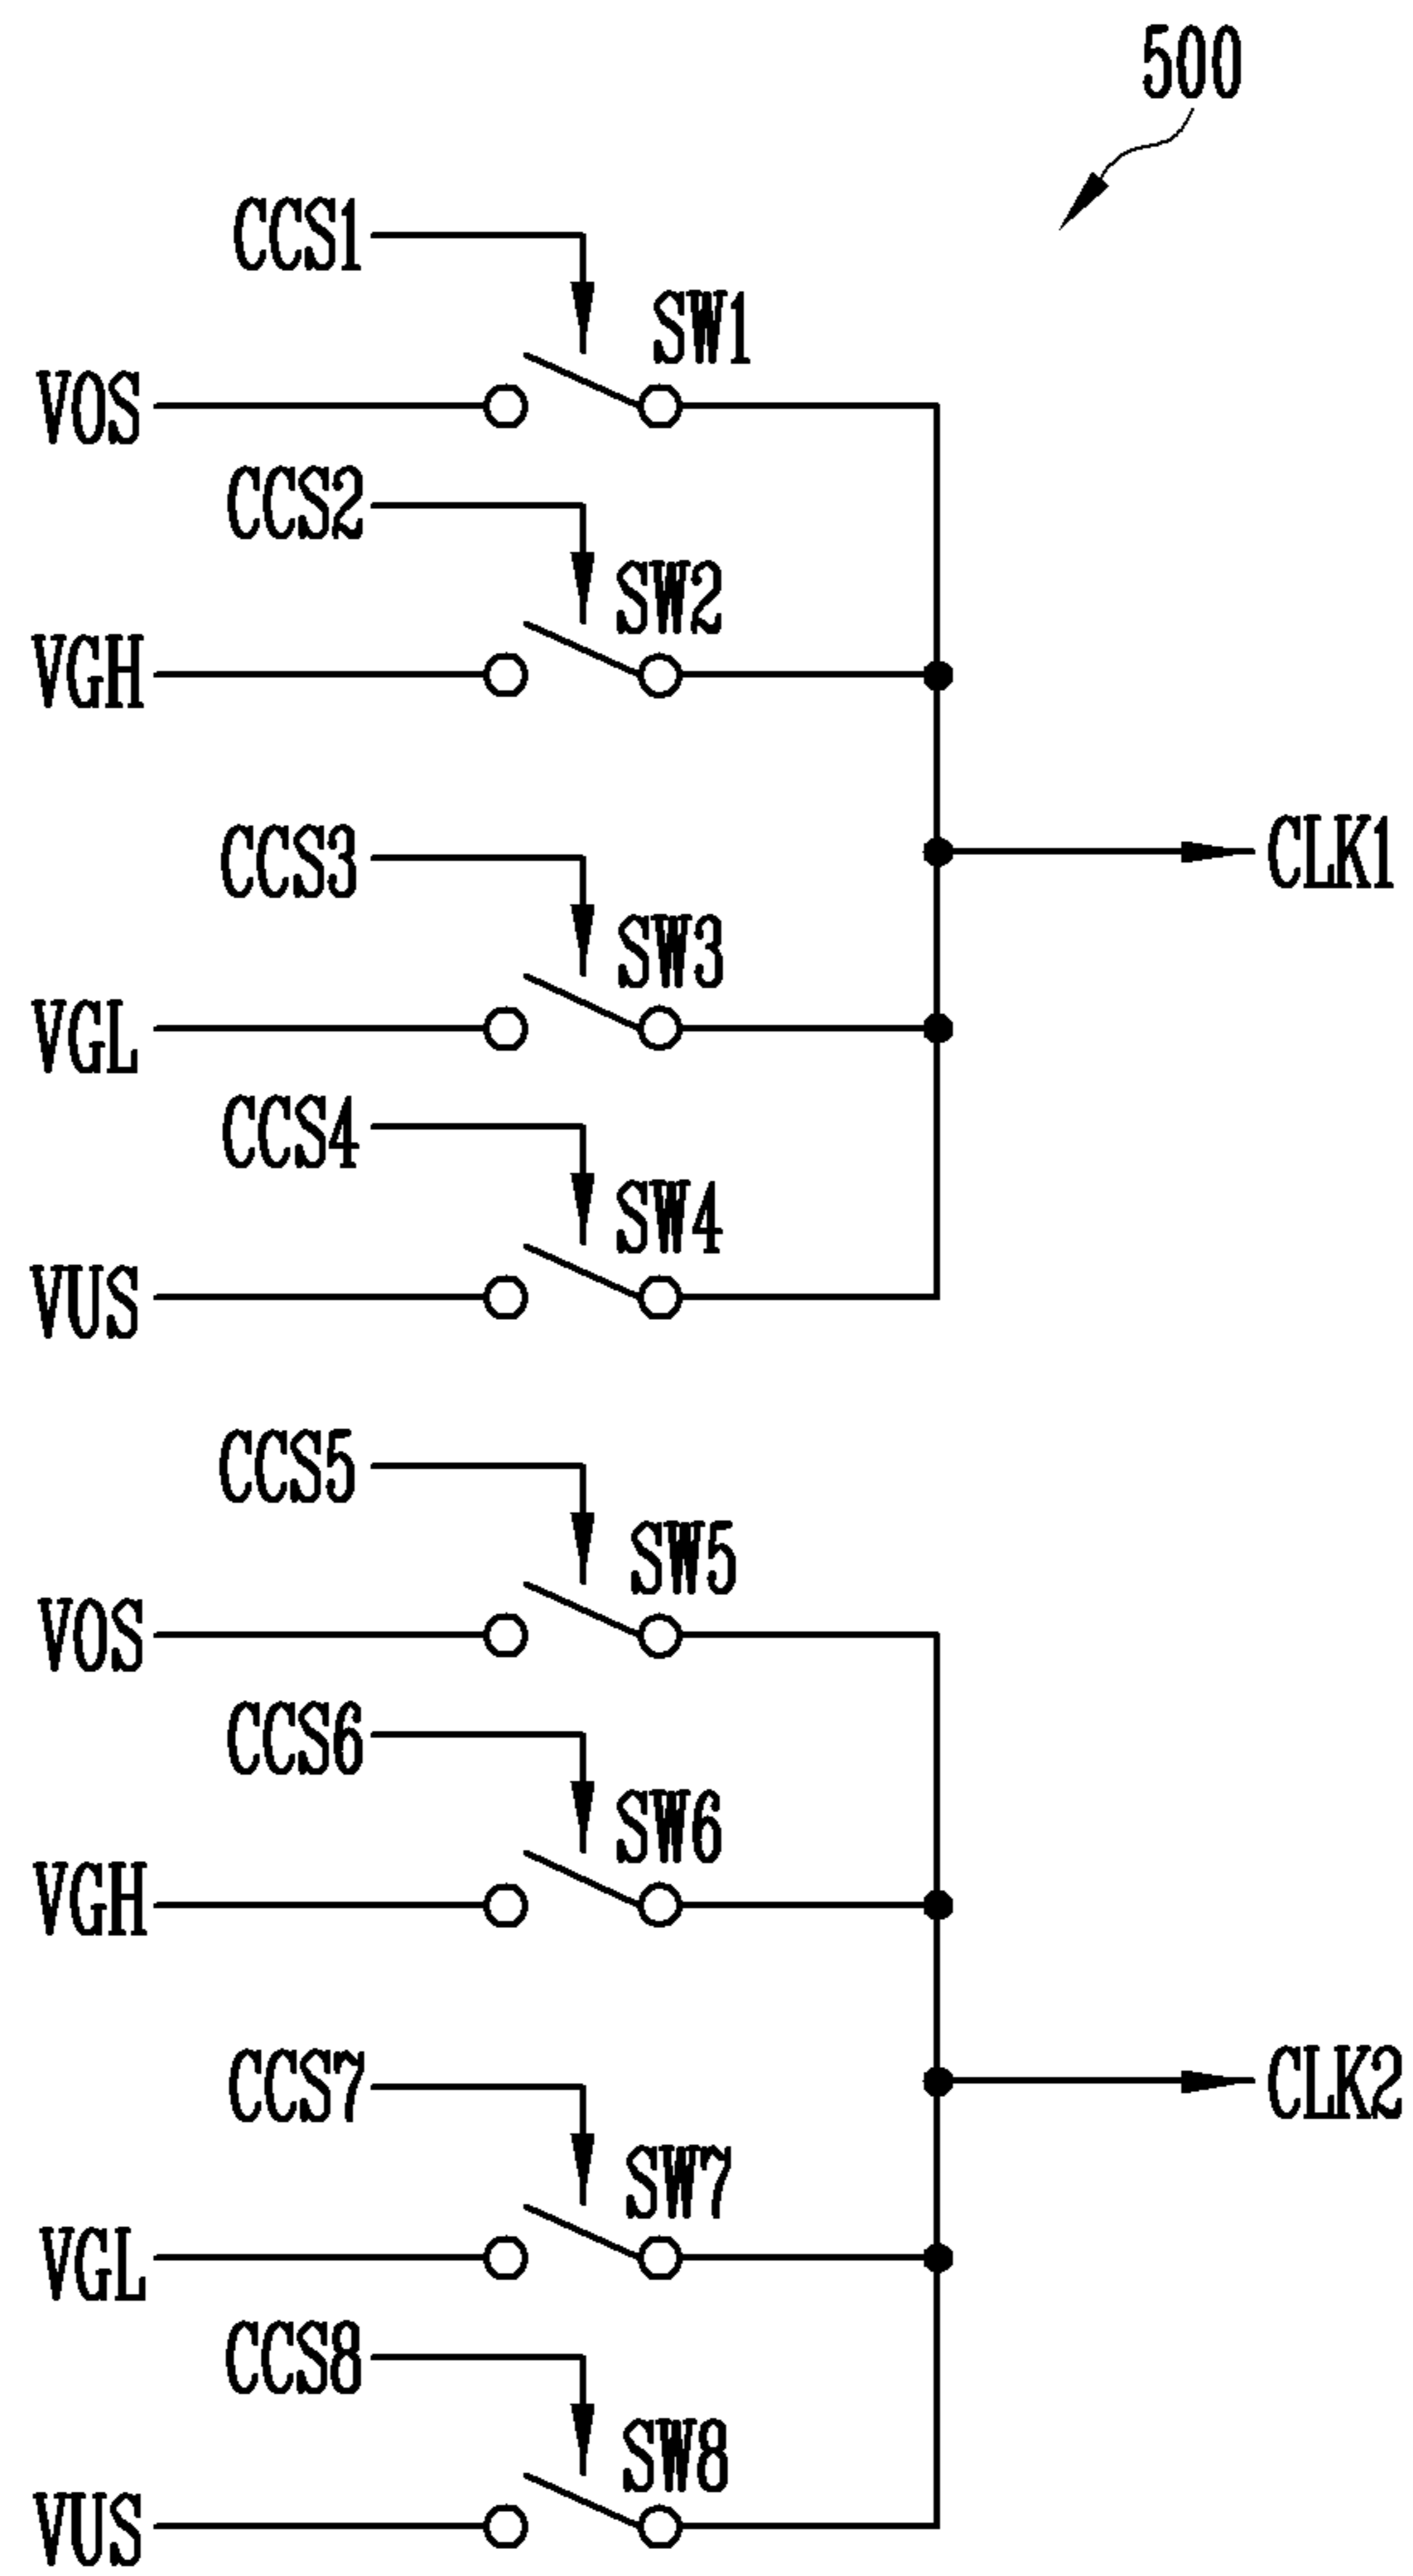 500
CCS1
SW1
VOS
CCS2
SW2
VGH
CLK1
CCS3
SW3
VGL
CCS4
SW4
VUS
CCS5
SW5
VOS
CCS6
SW6
VGH
CLK2
CCS7
SW7
VGL
CCS8
SW8
VUS